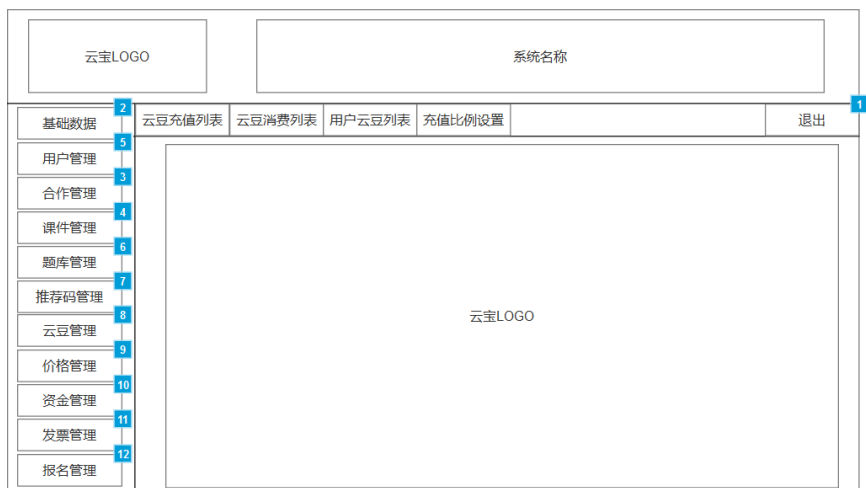 云宝LOGO
系统名称
1
2
基础数据
云豆充值列表
云豆消费列表
用户云豆列表
充值比例设置
退出
5
用户管理
3
合作管理
4
课件管理
6
题库管理
7
推荐码管理
8
云豆管理
云宝LOGO
9
价格管理
10
资金管理
11
发票管理
12
报名管理